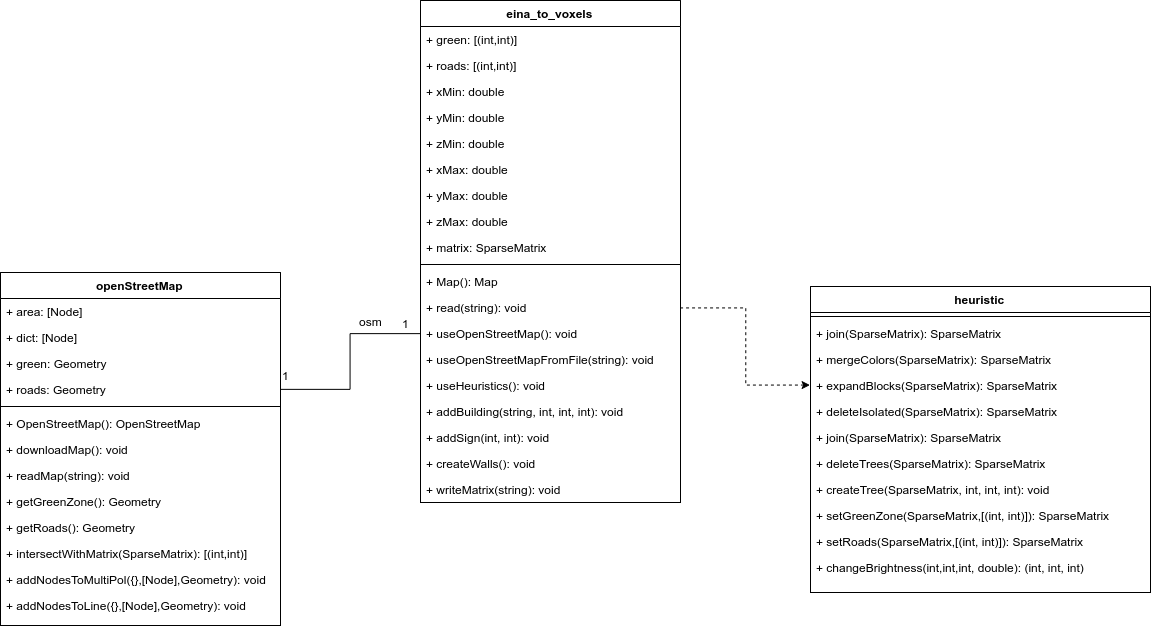 eina_to_voxels
+ green: [(int,int)]
+ roads: [(int,int)]
+ xMin: double
+ yMin: double
+ zMin: double
+ xMax: double
+ yMax: double
+ zMax: double
+ matrix: SparseMatrix
+ Map(): Map
+ read(string): void
+ useOpenStreetMap(): void
+ useOpenStreetMapFromFile(string): void
+ useHeuristics(): void
+ addBuilding(string, int, int, int): void
+ addSign(int, int): void
+ createWalls(): void
+ writeMatrix(string): void
openStreetMap
+ area: [Node]
+ dict: [Node]
+ green: Geometry
+ roads: Geometry
+ OpenStreetMap(): OpenStreetMap
+ downloadMap(): void
+ readMap(string): void
+ getGreenZone(): Geometry
+ getRoads(): Geometry
+ intersectWithMatrix(SparseMatrix): [(int,int)]
+ addNodesToMultiPol({},[Node],Geometry): void
+ addNodesToLine({},[Node],Geometry): void
osm
1
1
heuristic
+ join(SparseMatrix): SparseMatrix
+ mergeColors(SparseMatrix): SparseMatrix
+ expandBlocks(SparseMatrix): SparseMatrix
+ deleteIsolated(SparseMatrix): SparseMatrix
+ join(SparseMatrix): SparseMatrix
+ deleteTrees(SparseMatrix): SparseMatrix
+ createTree(SparseMatrix, int, int, int): void
+ setGreenZone(SparseMatrix,[(int, int)]): SparseMatrix
+ setRoads(SparseMatrix,[(int, int)]): SparseMatrix
+ changeBrightness(int,int,int, double): (int, int, int)